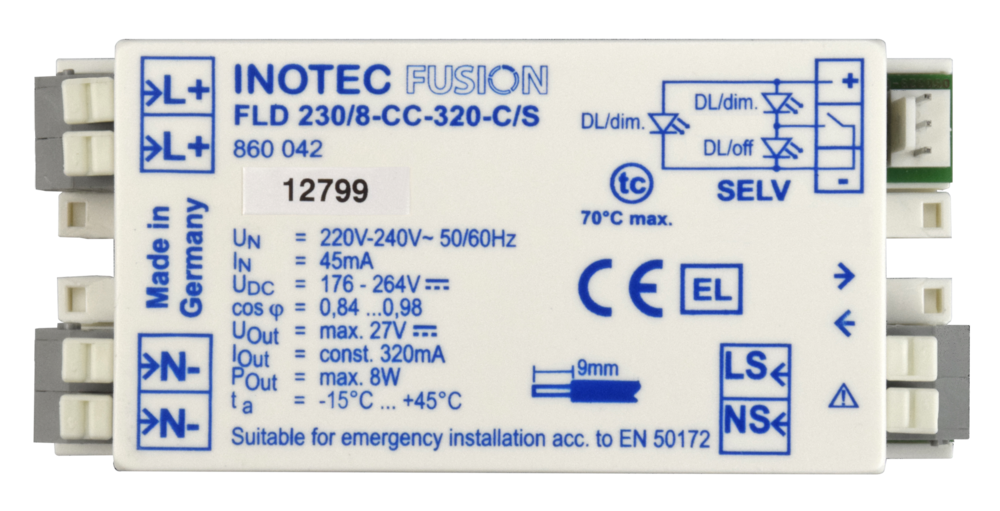 L+
L+
INOTEC FUSION
FLD 230/8-CC-320-C/S
860 042
12799
Made in
Germany
UN = 220V-240V~ 50/60Hz
IN = 45mA
UDC = 176 - 264V⎓
cos φ = 0,84 ...0,98
UOut = max. 27V⎓
IOut = const. 320mA
POut = max. 8W
ta = -15°C ... +45°C
Suitable for emergency installation acc. to EN 50172
N-
N-
DL/dim.
DL/dim.
DL/off
+
-
SELV
tc
70°C max.
CE EL
9mm
LS
NS